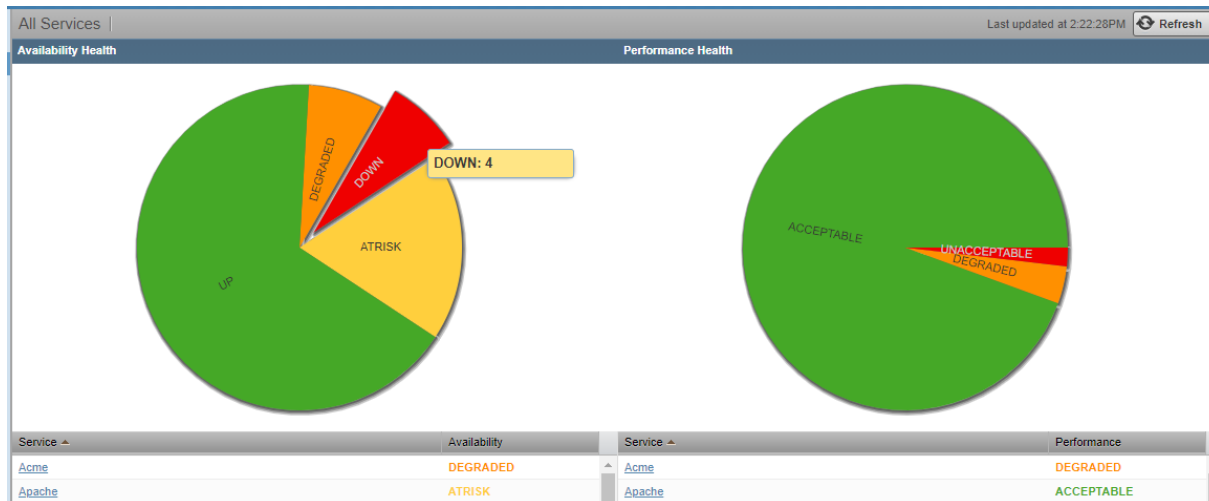 All Services
Last updated at 2:22:28PM Refresh
Availability Health Performance Health
DEGRADED
DOWN
DOWN: 4
ATRISK
UP
ACCEPTABLE
UNACCEPTABLE
DEGRADED
Service Availability Service Performance
Acme DEGRADED Acme DEGRADED
Apache ATRISK Apache ACCEPTABLE